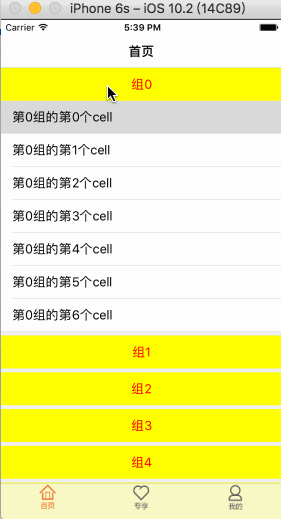 iPhone 6s – iOS 10.2 (14C89)
Carrier 5:39 PM
首页
组0
第0组的第0个cell
第0组的第1个cell
第0组的第2个cell
第0组的第3个cell
第0组的第4个cell
第0组的第5个cell
第0组的第6个cell
组1
组2
组3
组4
首页 专享 我的